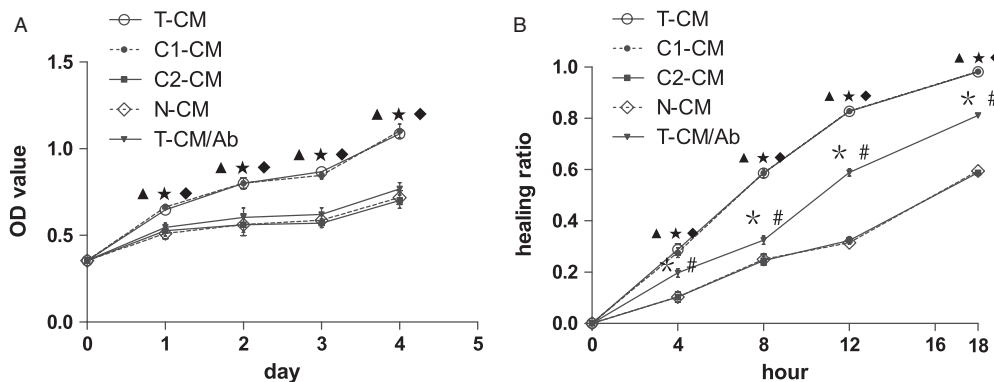 A
T-CM
C1-CM
C2-CM
N-CM
T-CM/Ab
OD value
1.5
1.0
0.5
0.0
0 1 2 3 4 5
day
▲ ★ ◆
▲ ★ ◆
▲ ★ ◆
▲ ★ ◆
B
T-CM
C1-CM
C2-CM
N-CM
T-CM/Ab
healing ratio
1.0
0.8
0.6
0.4
0.2
0.0
0 4 8 12 16 18
hour
▲ ★ ◆
* #
▲ ★ ◆
* #
▲ ★ ◆
* #
▲ ★ ◆
* #